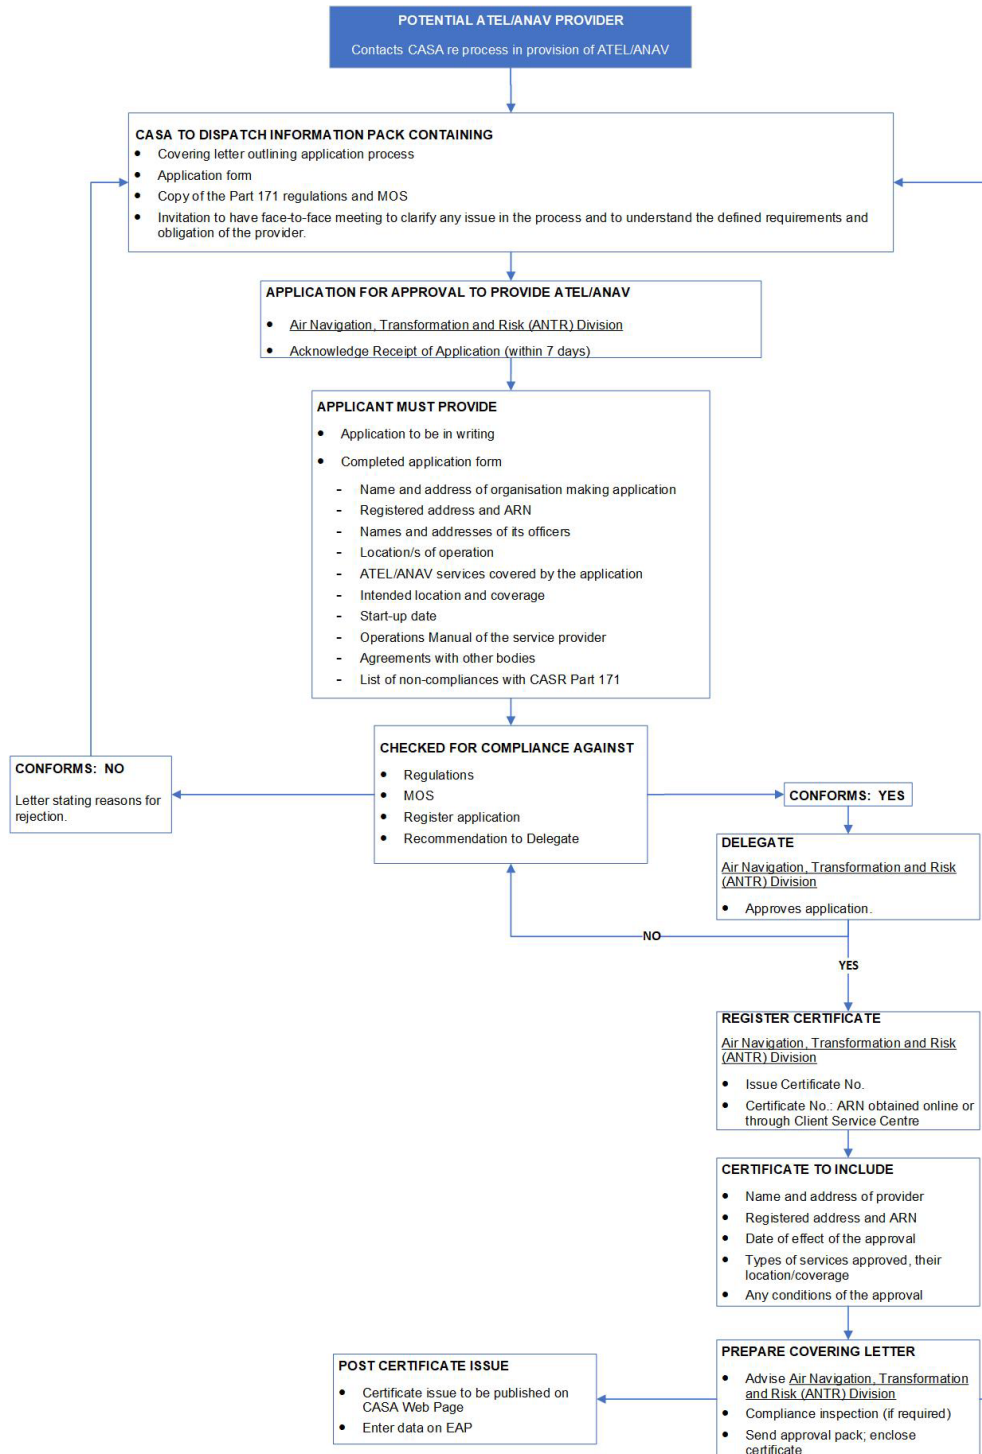 POTENTIAL ATEL/ANAV PROVIDER
Contacts CASA re process in provision of ATEL/ANAV
CASA TO DISPATCH INFORMATION PACK CONTAINING
• Covering letter outlining application process
• Application form
• Copy of the Part 171 regulations and MOS
• Invitation to have face-to-face meeting to clarify any issue in the process and to understand the defined requirements and
obligation of the provider.
APPLICATION FOR APPROVAL TO PROVIDE ATEL/ANAV
• Air Navigation, Transformation and Risk (ANTR) Division
• Acknowledge Receipt of Application (within 7 days)
APPLICANT MUST PROVIDE
• Application to be in writing
• Completed application form
- Name and address of organisation making application
- Registered address and ARN
- Names and addresses of its officers
- Location/s of operation
- ATEL/ANAV services covered by the application
- Intended location and coverage
- Start-up date
- Operations Manual of the service provider
- Agreements with other bodies
- List of non-compliances with CASR Part 171
CHECKED FOR COMPLIANCE AGAINST
• Regulations
• MOS
• Register application
• Recommendation to Delegate
CONFORMS: NO
Letter stating reasons for
rejection.
CONFORMS: YES
DELEGATE
Air Navigation, Transformation and Risk
(ANTR) Division
• Approves application.
NO
YES
REGISTER CERTIFICATE
Air Navigation, Transformation and Risk
(ANTR) Division
• Issue Certificate No.
• Certificate No.: ARN obtained online or
through Client Service Centre
CERTIFICATE TO INCLUDE
• Name and address of provider
• Registered address and ARN
• Date of effect of the approval
• Types of services approved, their
location/coverage
• Any conditions of the approval
PREPARE COVERING LETTER
• Advise Air Navigation, Transformation
and Risk (ANTR) Division
• Compliance inspection (if required)
• Send approval pack; enclose
certificate
POST CERTIFICATE ISSUE
• Certificate issue to be published on
CASA Web Page
• Enter data on EAP